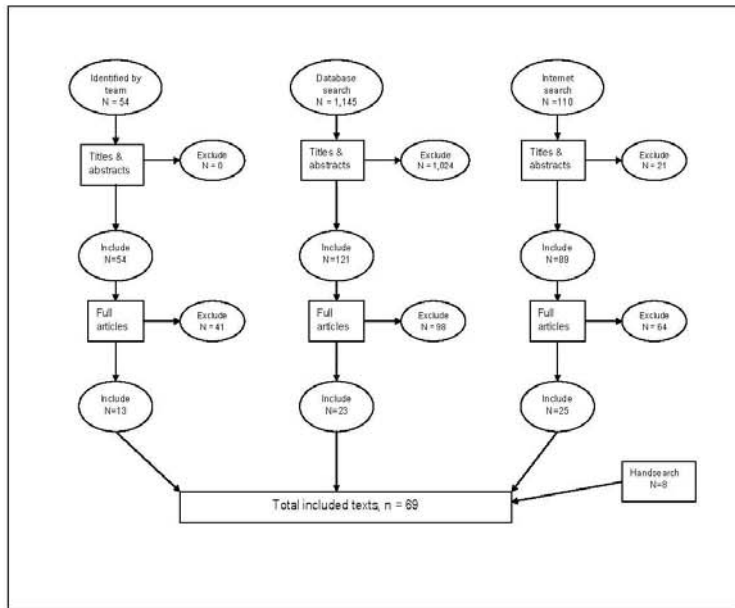 Identified by
team
N = 54
Database
search
N = 1,145
Internet
search
N =110
Titles &
abstracts
Exclude
N = 0
Titles &
abstracts
Exclude
N = 1,024
Titles &
abstracts
Exclude
N = 21
Include
N=54
Include
N=121
Include
N=89
Full
articles
Exclude
N = 41
Full
articles
Exclude
N = 98
Full
articles
Exclude
N = 64
Include
N=13
Include
N=23
Include
N=25
Handsearch
N=8
Total included texts, n = 69